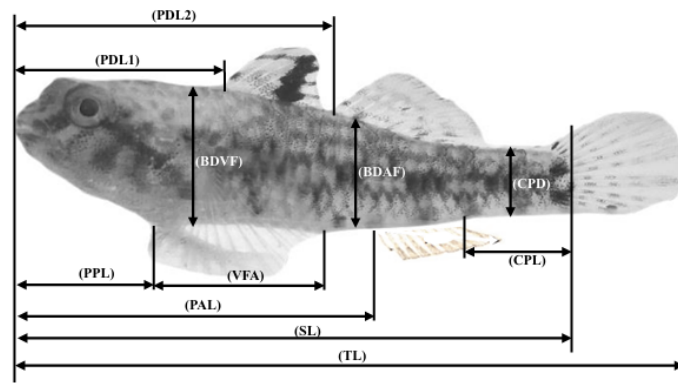 (PDL2)
(PDL1)
(BDVF)
(BDAF)
(CPD)
(PPL)
(VFA)
(CPL)
(PAL)
(SL)
(TL)